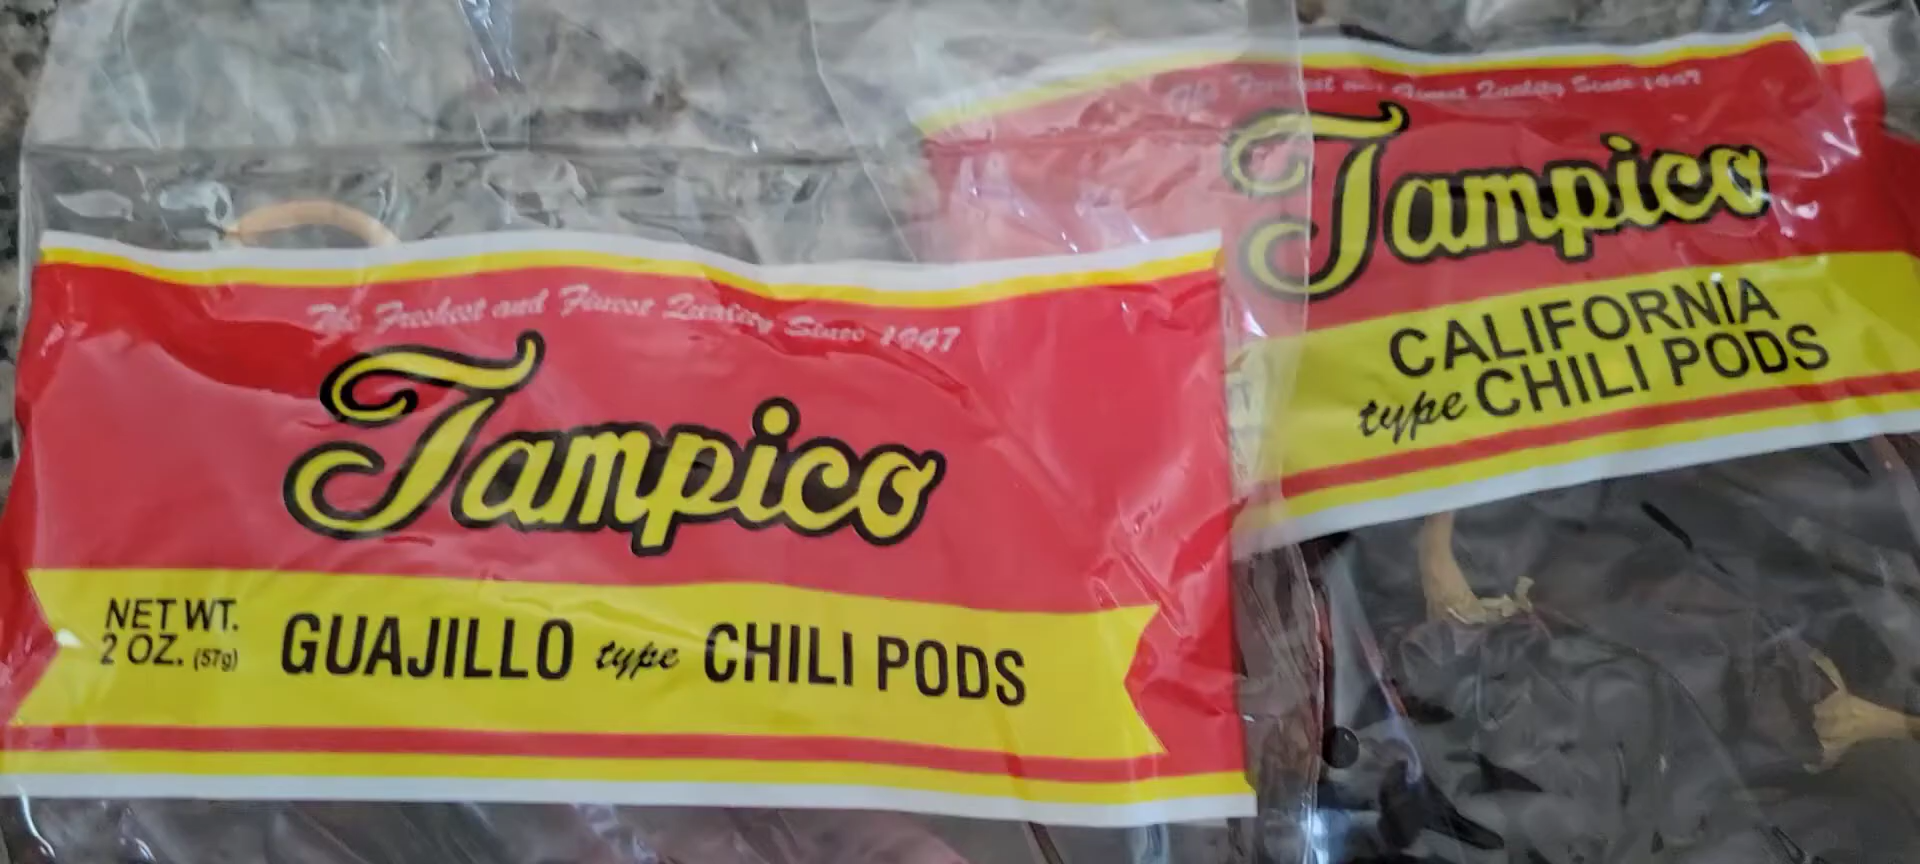 The Freshest and Finest Quality Since 1947
Tampico
NET WT.
2 OZ. (57g)
GUAJILLO type CHILI PODS
The Freshest and Finest Quality Since 1947
Tampico
CALIFORNIA
type CHILI PODS